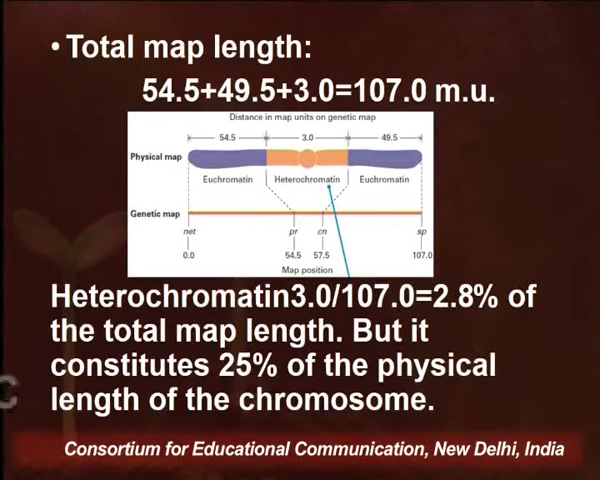 • Total map length:
54.5+49.5+3.0=107.0 m.u.
Distance in map units on genetic map
54.5 3.0 49.5
Physical map
Euchromatin Heterochromatin Euchromatin
Genetic map
net pr cn sp
0.0 54.5 57.5 107.0
Map position
Heterochromatin3.0/107.0=2.8% of
the total map length. But it
constitutes 25% of the physical
length of the chromosome.
C
Consortium for Educational Communication, New Delhi, India